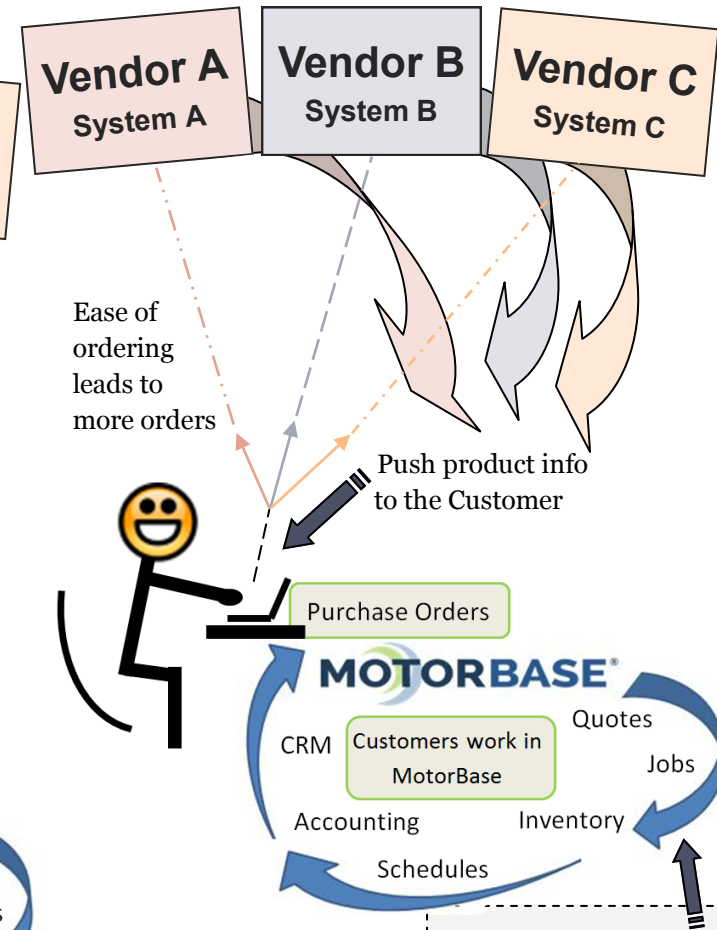 Vendor A
System A
Vendor B
System B
Vendor C
System C
Ease of
ordering
leads to
more orders
Push product info
to the Customer
Purchase Orders
MOTORBASE®
Quotes
CRM
Customers work in
MotorBase
Jobs
Accounting
Inventory
Schedules
s